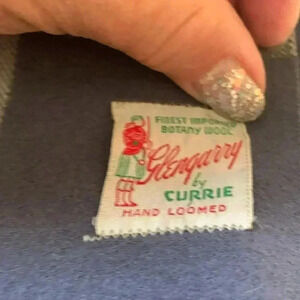 FINEST IMPORTED
BOTANY WOOL
Glengarry
by
CURRIE
HAND LOOMED